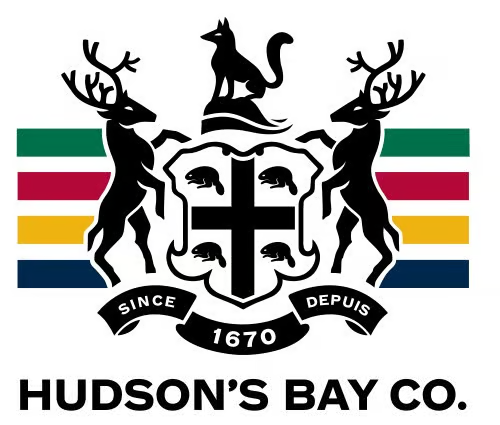 SINCE
DEPUIS
1670
HUDSON'S BAY CO.